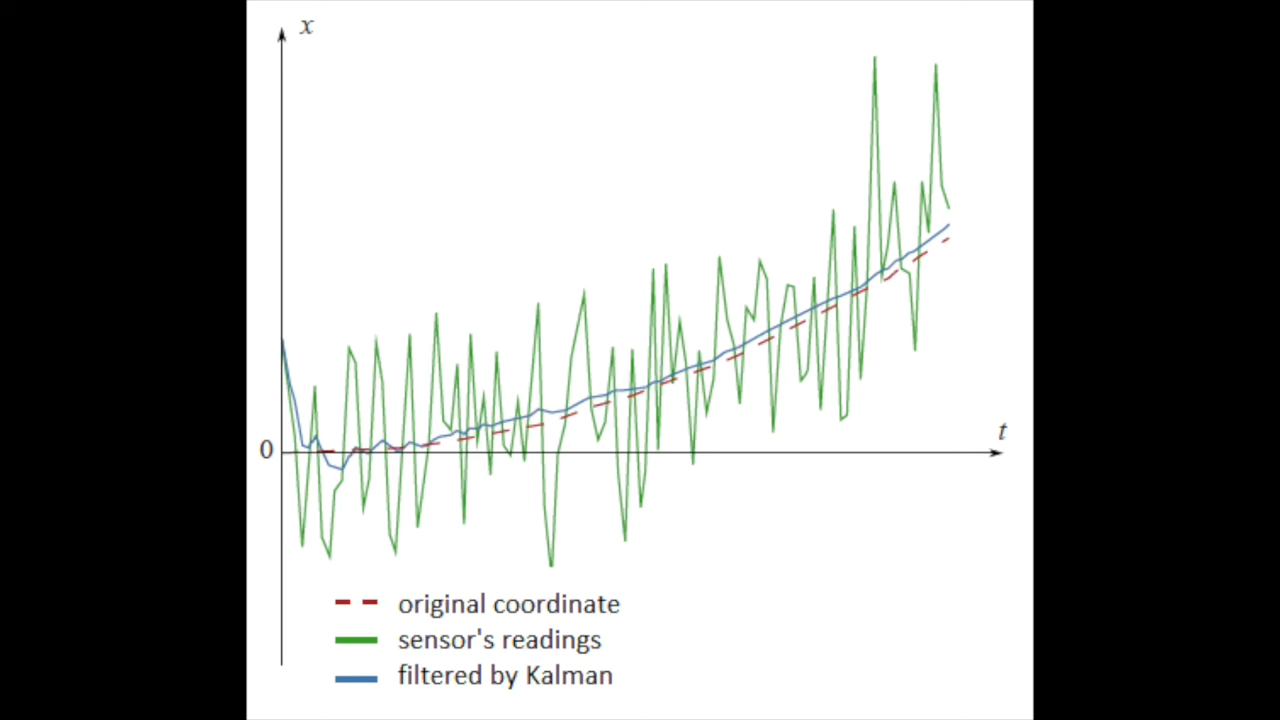 x
t
0
original coordinate
sensor's readings
filtered by Kalman